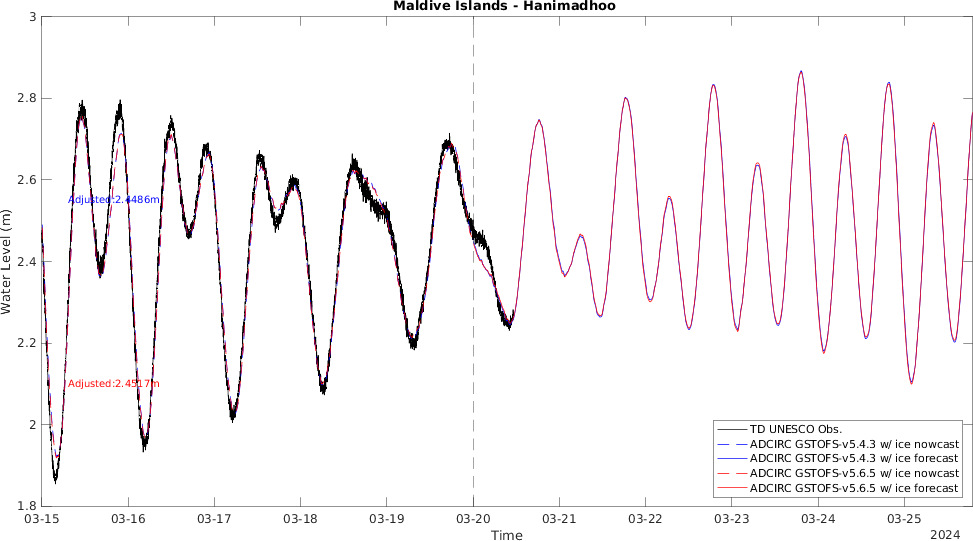 Maldive Islands - Hanimadhoo
3
2.8
2.6
2.4
2.2
2
1.8
Water Level (m)
Adjusted:2.4486m
Adjusted:2.4517m
TD UNESCO Obs.
ADCIRC GSTOFS-v5.4.3 w/ ice nowcast
ADCIRC GSTOFS-v5.4.3 w/ ice forecast
ADCIRC GSTOFS-v5.6.5 w/ ice nowcast
ADCIRC GSTOFS-v5.6.5 w/ ice forecast
03-15 03-16 03-17 03-18 03-19 03-20 03-21 03-22 03-23 03-24 03-25
Time
2024